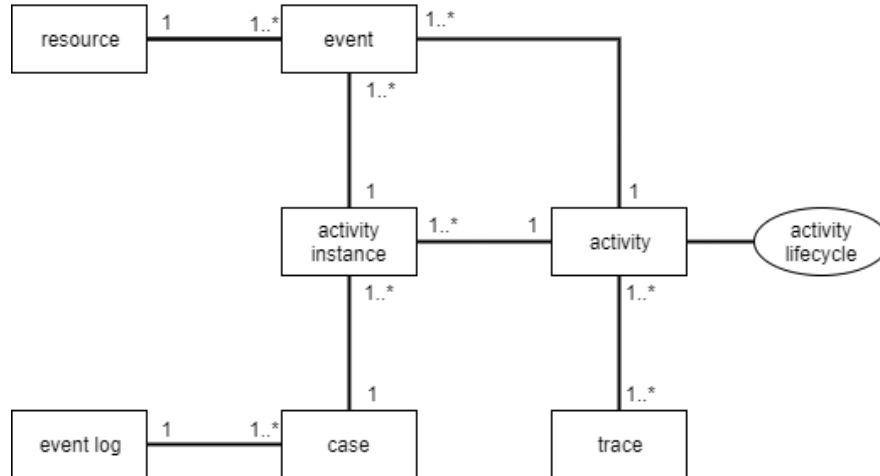 resource
1
1..*
event
1..*
1..*
1
1
activity
instance
1..*
1
activity
activity
lifecycle
1..*
1..*
1
1..*
event log
1
1..*
case
trace